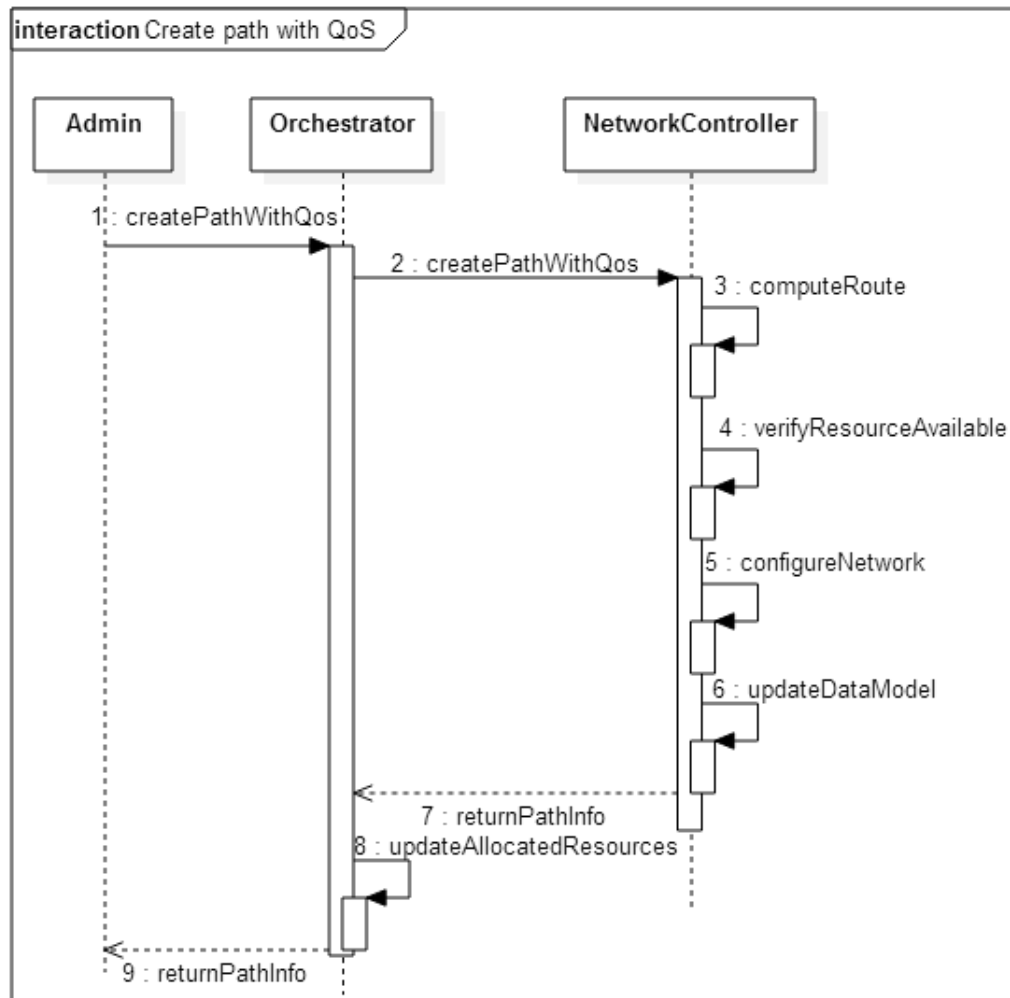 interaction Create path with QoS
Admin
Orchestrator
NetworkController
1 : createPathWithQos
2 : createPathWithQos
3 : computeRoute
4 : verifyResourceAvailable
5 : configureNetwork
6 : updateDataModel
7 : returnPathInfo
8 : updateAllocatedResources
9 : returnPathInfo